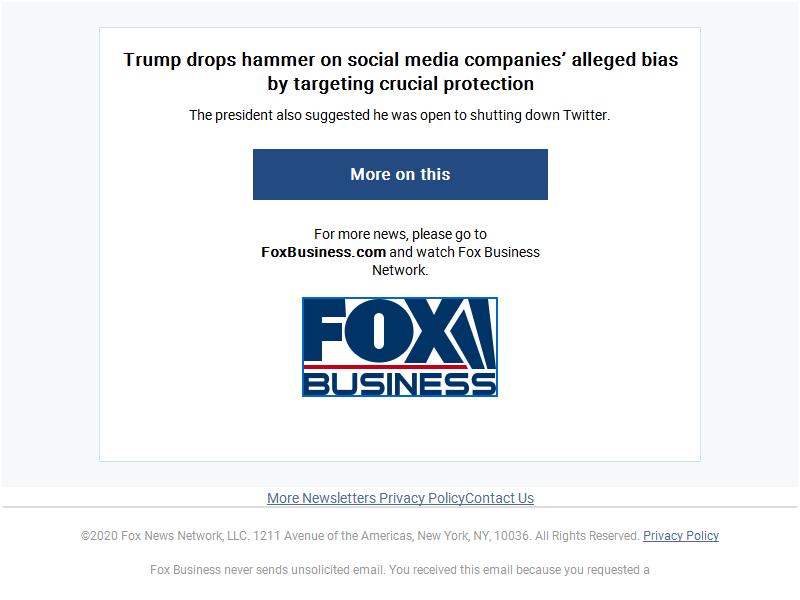 Trump drops hammer on social media companies’ alleged bias
by targeting crucial protection
The president also suggested he was open to shutting down Twitter.
More on this
For more news, please go to
FoxBusiness.com and watch Fox Business
Network.
FOX
BUSINESS
More Newsletters Privacy PolicyContact Us
©2020 Fox News Network, LLC. 1211 Avenue of the Americas, New York, NY, 10036. All Rights Reserved. Privacy Policy
Fox Business never sends unsolicited email. You received this email because you requested a